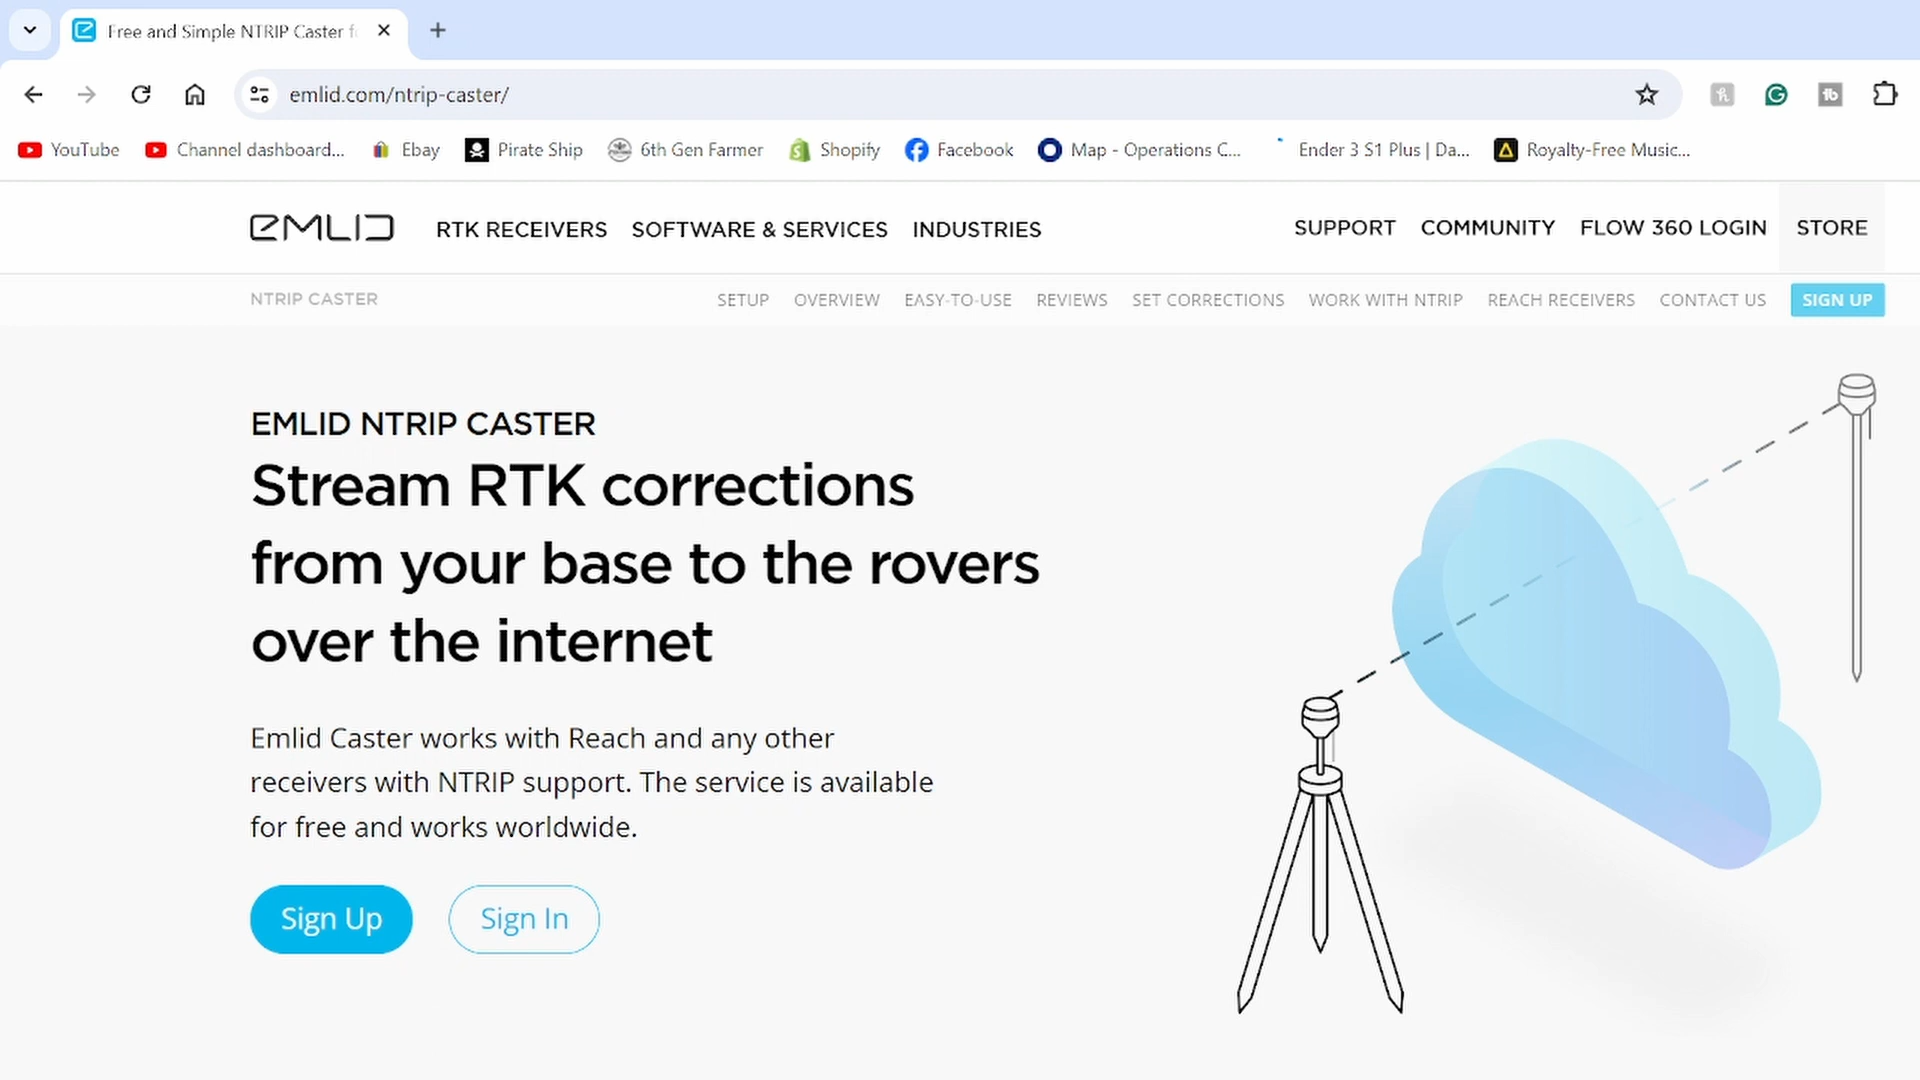 Free and Simple NTRIP Caster f
emlid.com/ntrip-caster/
YouTube
Channel dashboard...
Ebay
Pirate Ship
6th Gen Farmer
Shopify
Facebook
Map - Operations C...
Ender 3 S1 Plus | Da...
Royalty-Free Music...
EMLID
RTK RECEIVERS
SOFTWARE & SERVICES
INDUSTRIES
SUPPORT
COMMUNITY
FLOW 360 LOGIN
STORE
NTRIP CASTER
SETUP
OVERVIEW
EASY-TO-USE
REVIEWS
SET CORRECTIONS
WORK WITH NTRIP
REACH RECEIVERS
CONTACT US
SIGN UP
EMLID NTRIP CASTER
Stream RTK corrections
from your base to the rovers
over the internet
Emlid Caster works with Reach and any other
receivers with NTRIP support. The service is available
for free and works worldwide.
Sign Up
Sign In